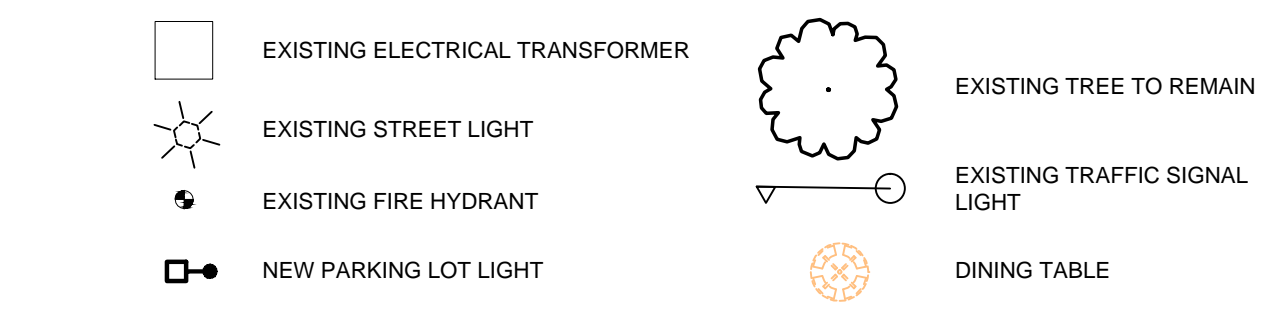 EXISTING ELECTRICAL TRANSFORMER
EXISTING STREET LIGHT
EXISTING FIRE HYDRANT
NEW PARKING LOT LIGHT
EXISTING TREE TO REMAIN
EXISTING TRAFFIC SIGNAL
LIGHT
DINING TABLE